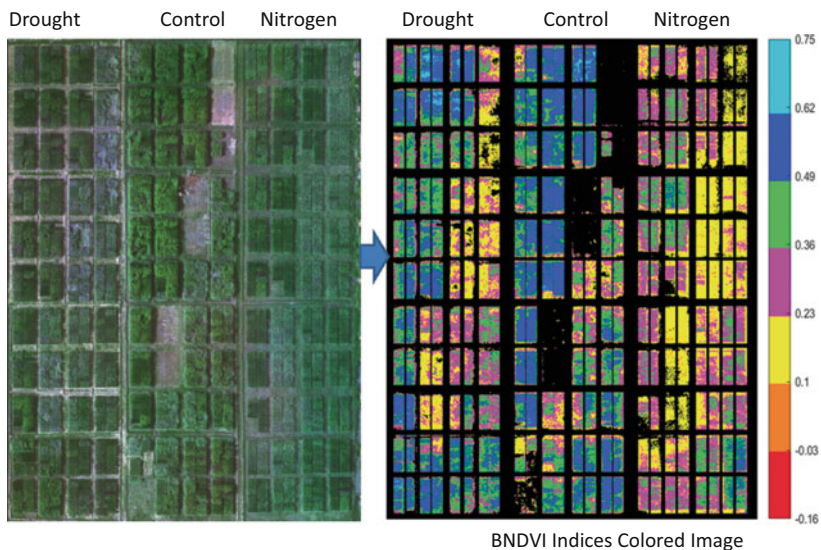 Drought Control Nitrogen
Drought Control Nitrogen
0.75
0.62
0.49
0.36
0.23
0.1
-0.03
-0.16
BNDVI Indices Colored Image